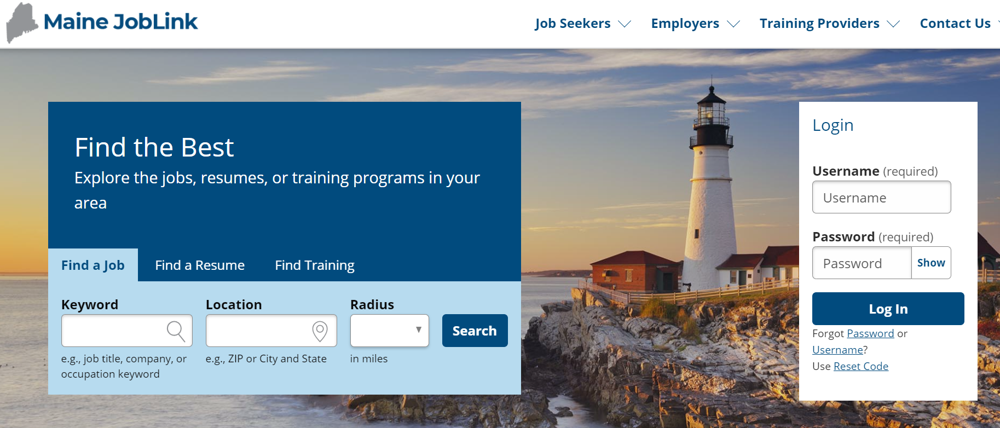 Maine JobLink
Job Seekers
Employers
Training Providers
Contact Us
Find the Best
Explore the jobs, resumes, or training programs in your
area
Find a Job
Find a Resume
Find Training
Keyword
Location
Radius
Search
e.g., job title, company, or
occupation keyword
e.g., ZIP or City and State
in miles
Login
Username (required)
Username
Password (required)
Password
Show
Log In
Forgot Password or
Username?
Use Reset Code